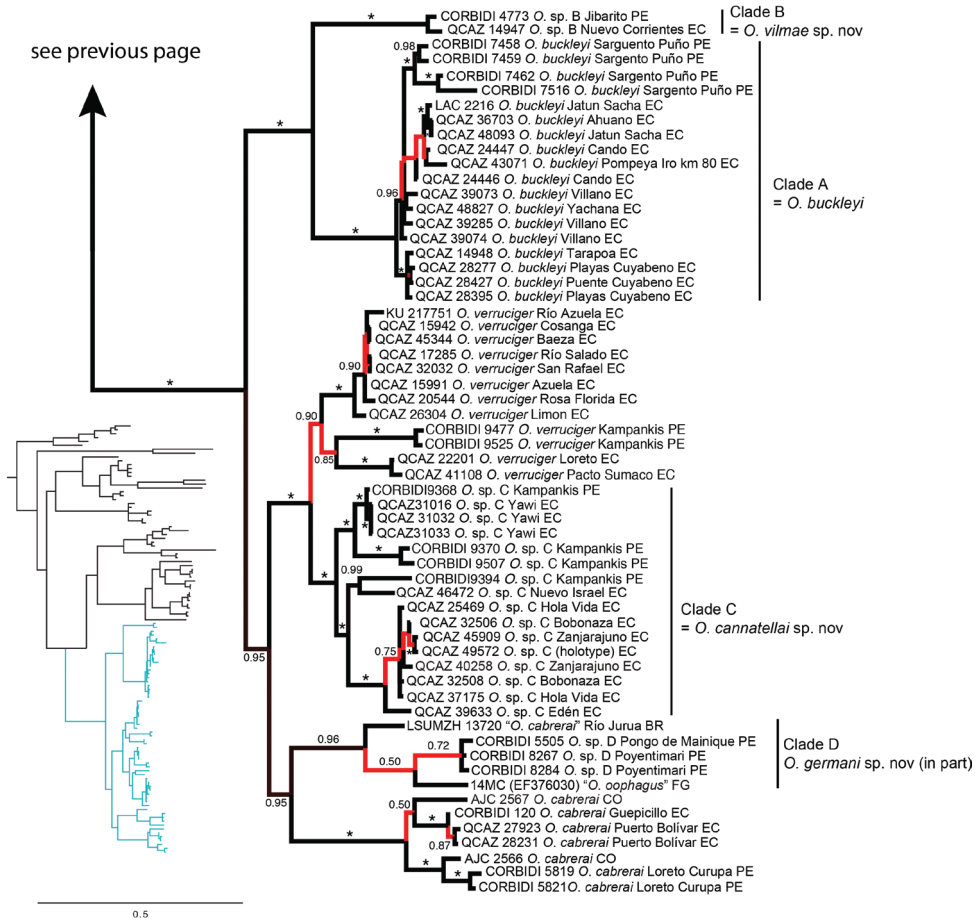 see previous page
CORBIDI 4773 O. sp. B Jibarito PE
QCAZ 14947 O. sp. B Nuevo Corrientes EC
Clade B
= O. vilmae sp. nov
0.98
CORBIDI 7458 O. buckleyi Sarguento Puño PE
CORBIDI 7459 O. buckleyi Sargento Puño PE
CORBIDI 7462 O. buckleyi Sargento Puño PE
CORBIDI 7516 O. buckleyi Sargento Puño PE
LAC 2216 O. buckleyi Jatun Sacha EC
QCAZ 36703 O. buckleyi Ahuano EC
QCAZ 48093 O. buckleyi Jatun Sacha EC
QCAZ 24447 O. buckleyi Cando EC
QCAZ 43071 O. buckleyi Pompeya Iro km 80 EC
QCAZ 24446 O. buckleyi Cando EC
0.96
QCAZ 39073 O. buckleyi Villano EC
QCAZ 48827 O. buckleyi Yachana EC
QCAZ 39285 O. buckleyi Villano EC
QCAZ 39074 O. buckleyi Villano EC
QCAZ 14948 O. buckleyi Tarapoa EC
QCAZ 28277 O. buckleyi Playas Cuyabeno EC
QCAZ 28427 O. buckleyi Puente Cuyabeno EC
QCAZ 28395 O. buckleyi Playas Cuyabeno EC
Clade A
= O. buckleyi
KU 217751 O. verruciger Río Azuela EC
QCAZ 15942 O. verruciger Cosanga EC
QCAZ 45344 O. verruciger Baeza EC
QCAZ 17285 O. verruciger Río Salado EC
QCAZ 32032 O. verruciger San Rafael EC
0.90
QCAZ 15991 O. verruciger Azuela EC
QCAZ 20544 O. verruciger Rosa Florida EC
QCAZ 26304 O. verruciger Limon EC
0.90
CORBIDI 9477 O. verruciger Kampankis PE
CORBIDI 9525 O. verruciger Kampankis PE
0.85
QCAZ 22201 O. verruciger Loreto EC
QCAZ 41108 O. verruciger Pacto Sumaco EC
CORBIDI9368 O. sp. C Kampankis PE
QCAZ31016 O. sp. C Yawi EC
QCAZ 31032 O. sp. C Yawi EC
QCAZ31033 O. sp. C Yawi EC
CORBIDI 9370 O. sp. C Kampankis PE
CORBIDI 9507 O. sp. C Kampankis PE
0.99
CORBIDI9394 O. sp. C Kampankis PE
QCAZ 46472 O. sp. C Nuevo Israel EC
QCAZ 25469 O. sp. C Hola Vida EC
QCAZ 32506 O. sp. C Bobonaza EC
QCAZ 45909 O. sp. C Zanjarajuno EC
0.75
QCAZ 49572 O. sp. C (holotype) EC
QCAZ 40258 O. sp. C Zanjarajuno EC
QCAZ 32508 O. sp. C Bobonaza EC
QCAZ 37175 O. sp. C Hola Vida EC
QCAZ 39633 O. sp. C Edén EC
Clade C
= O. cannatellai sp. nov
0.95
LSUMZH 13720 “O. cabrerai” Río Jurua BR
0.96
0.72
CORBIDI 5505 O. sp. D Pongo de Mainique PE
CORBIDI 8267 O. sp. D Poyentimari PE
0.50
CORBIDI 8284 O. sp. D Poyentimari PE
14MC (EF376030) “O. oophagus” FG
Clade D
O. germani sp. nov (in part)
0.95
0.50
AJC 2567 O. cabrerai CO
CORBIDI 120 O. cabrerai Guepicillo EC
QCAZ 27923 O. cabrerai Puerto Bolívar EC
0.87
QCAZ 28231 O. cabrerai Puerto Bolívar EC
AJC 2566 O. cabrerai CO
CORBIDI 5819 O. cabrerai Loreto Curupa PE
CORBIDI 5821O. cabrerai Loreto Curupa PE
0.5